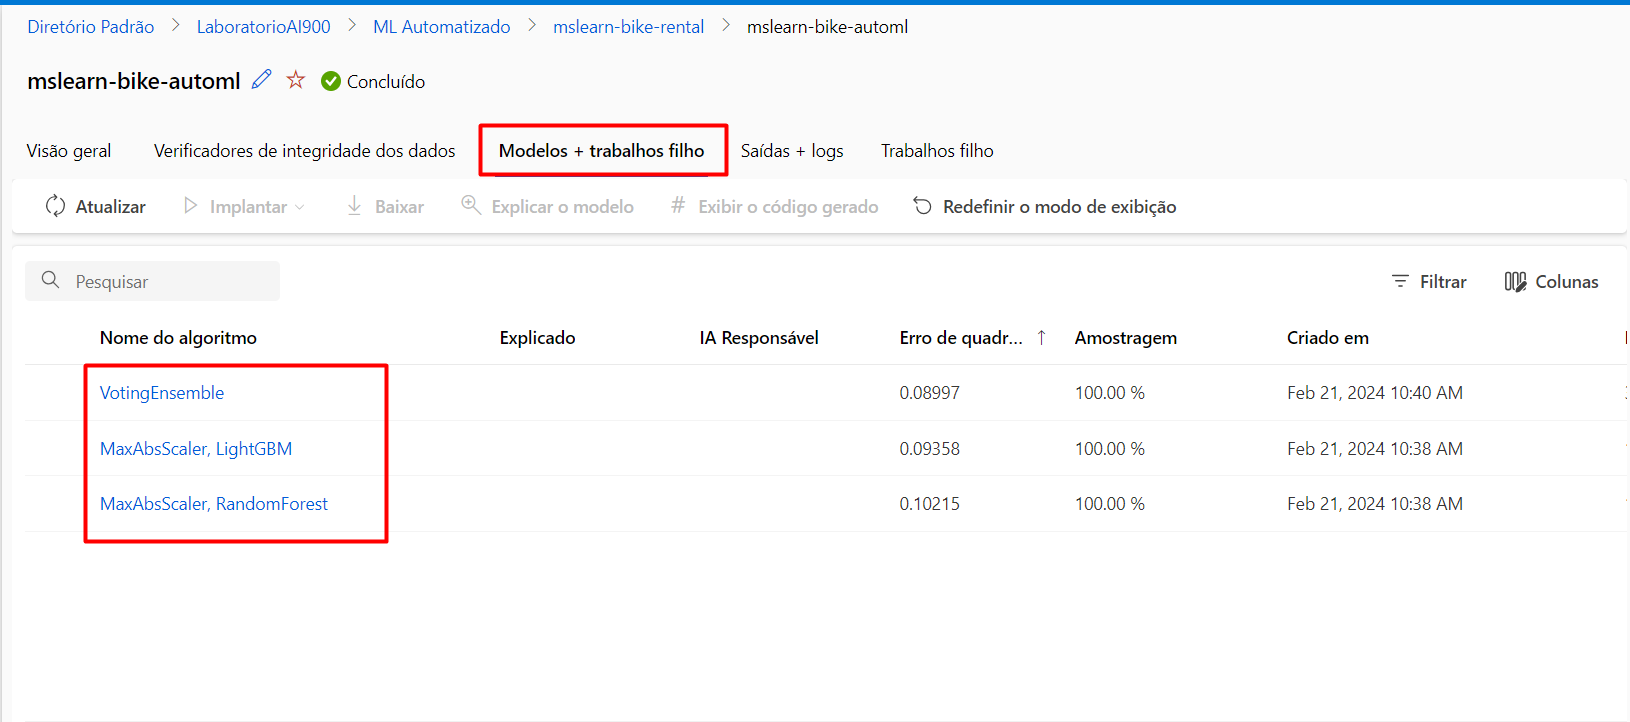 Diretório Padrão > LaboratorioAI900 > ML Automatizado > mslearn-bike-rental > mslearn-bike-automl
mslearn-bike-automl Concluído
Visão geral Verificadores de integridade dos dados Modelos + trabalhos filho Saídas + logs Trabalhos filho
Atualizar Implantar Baixar Explicar o modelo # Exibir o código gerado Redefinir o modo de exibição
Pesquisar Filtrar Colunas
Nome do algoritmo Explicado IA Responsável Erro de quadr... ↑ Amostragem Criado em
VotingEnsemble 0.08997 100.00 % Feb 21, 2024 10:40 AM
MaxAbsScaler, LightGBM 0.09358 100.00 % Feb 21, 2024 10:38 AM
MaxAbsScaler, RandomForest 0.10215 100.00 % Feb 21, 2024 10:38 AM